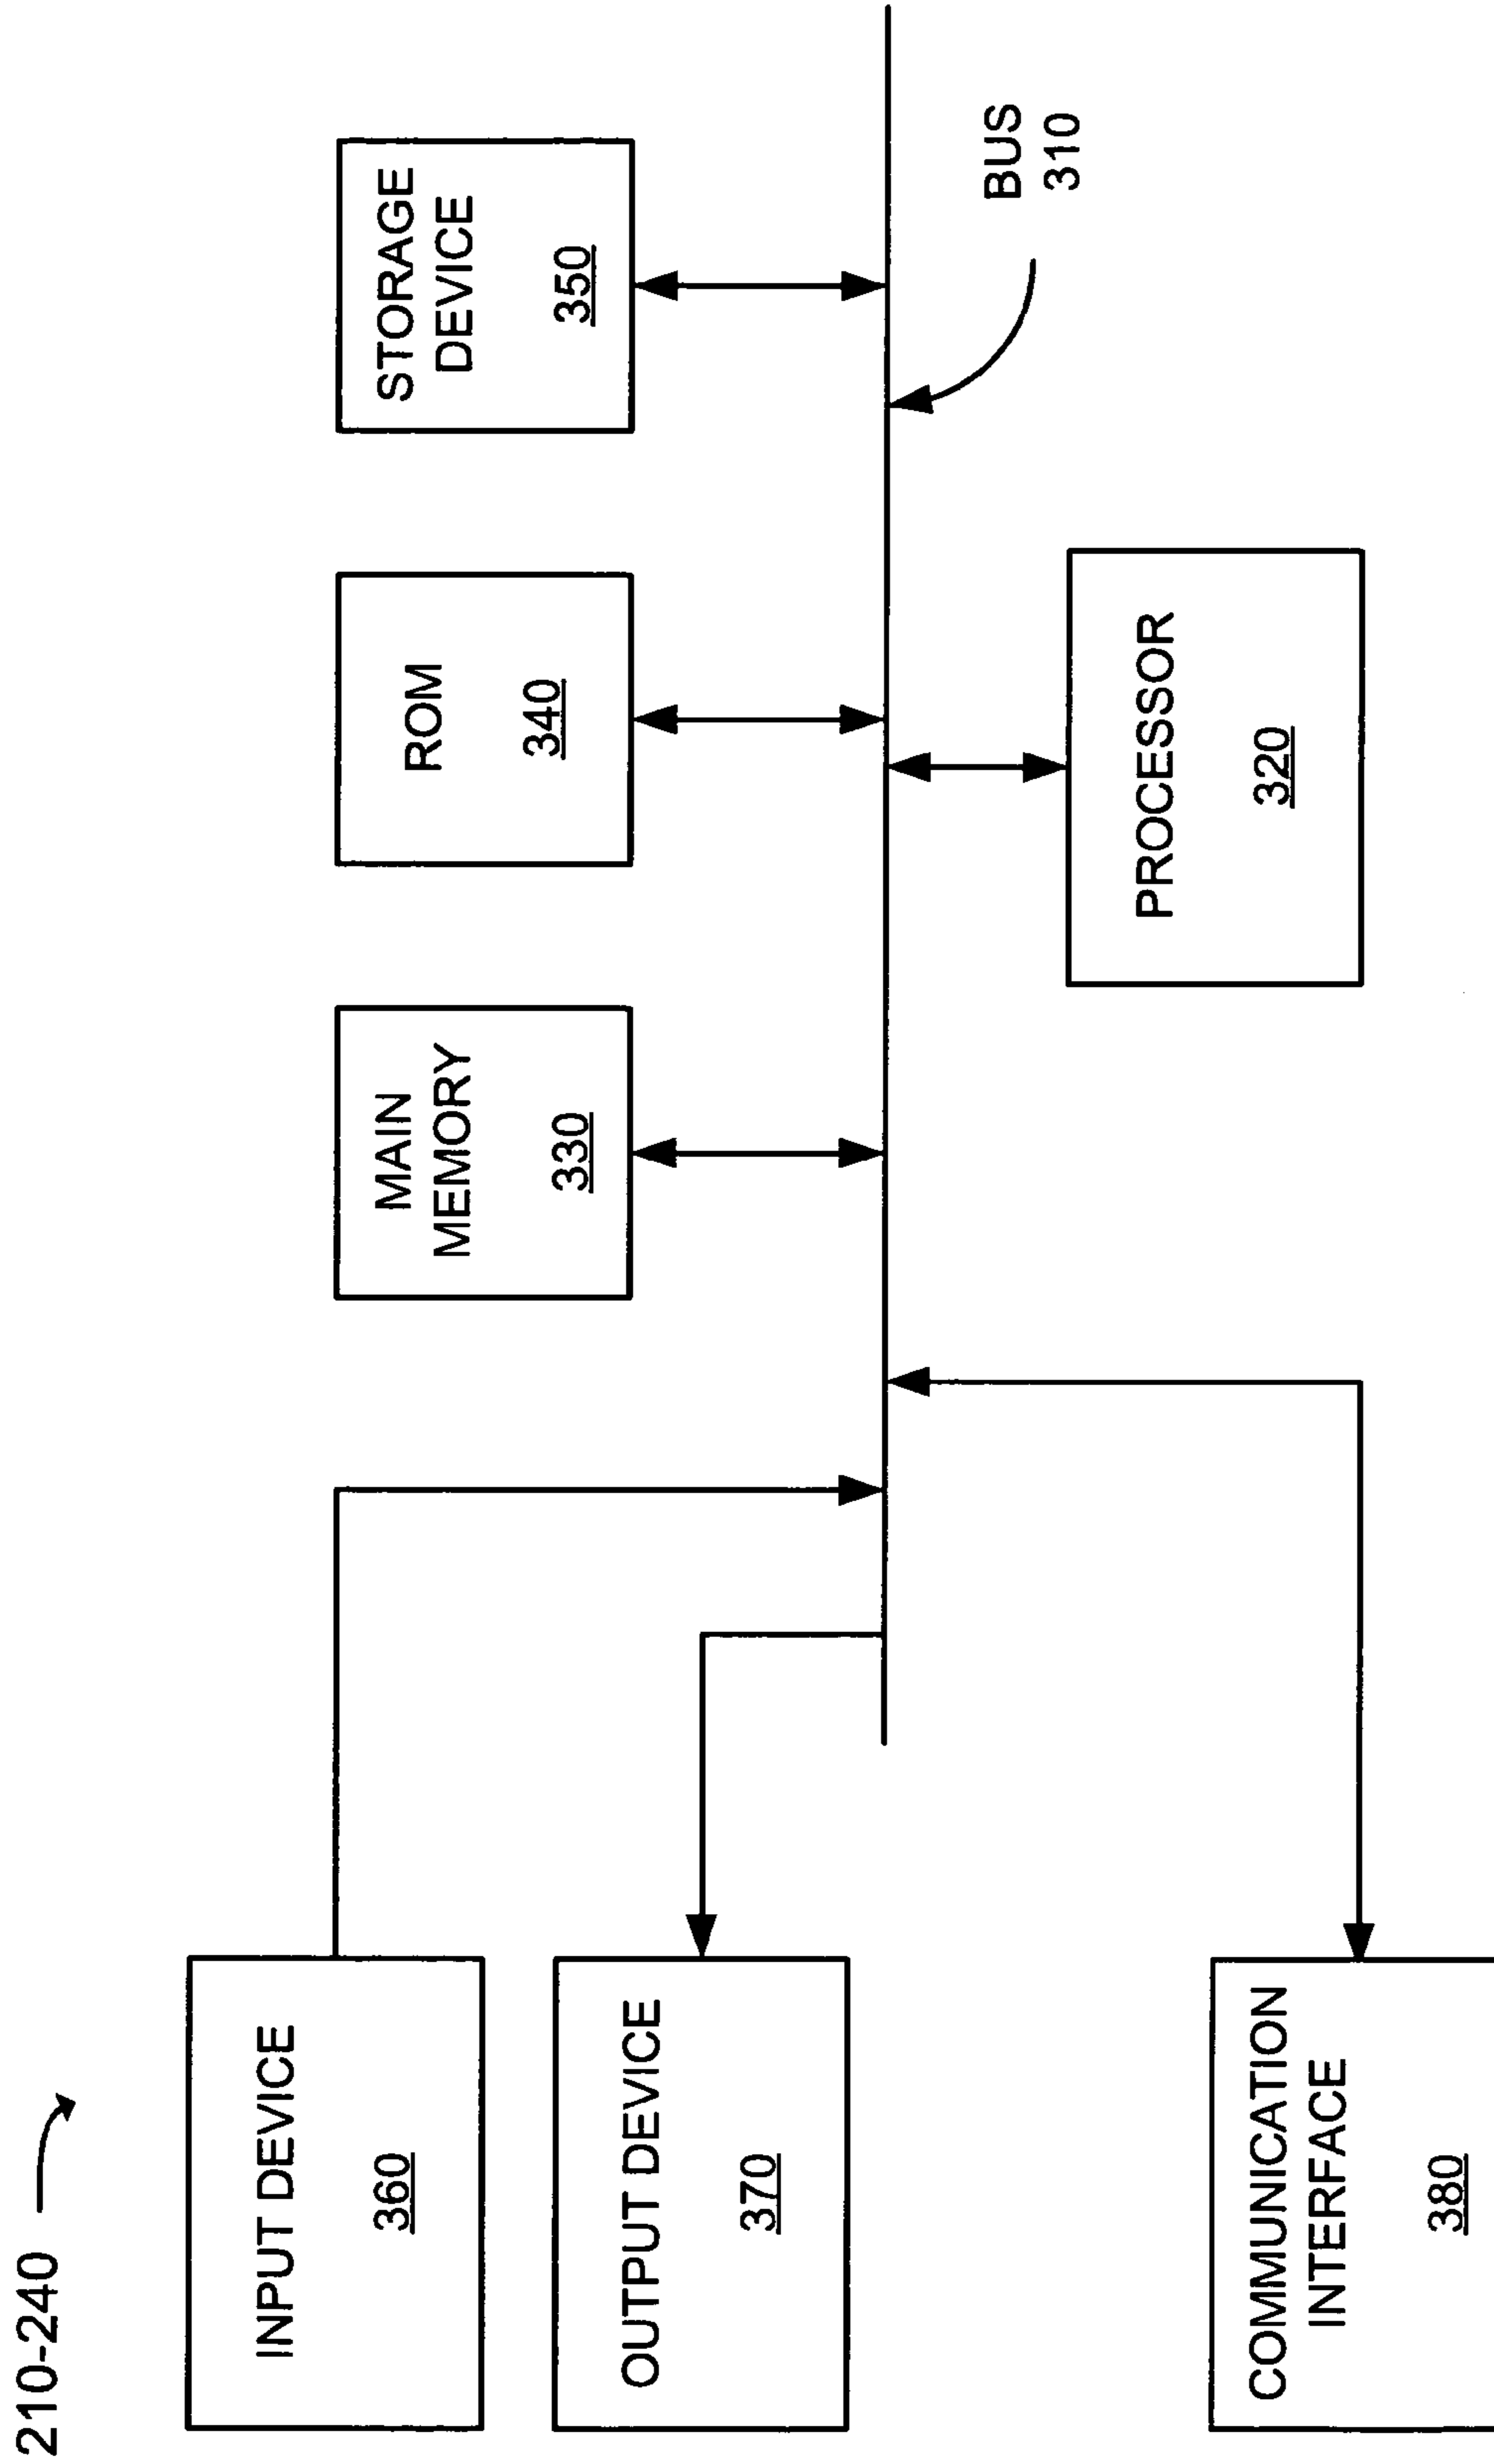 210-240
INPUT DEVICE
360
OUTPUT DEVICE
370
COMMUNICATION
INTERFACE
380
MAIN
MEMORY
330
ROM
340
STORAGE
DEVICE
350
PROCESSOR
320
BUS
310